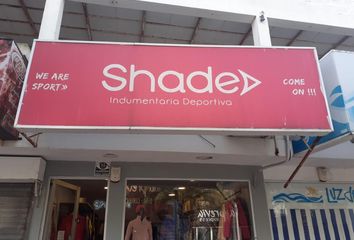 WE ARE
SPORT»
Shade
Indumentaria Deportiva
COME
ON !!!